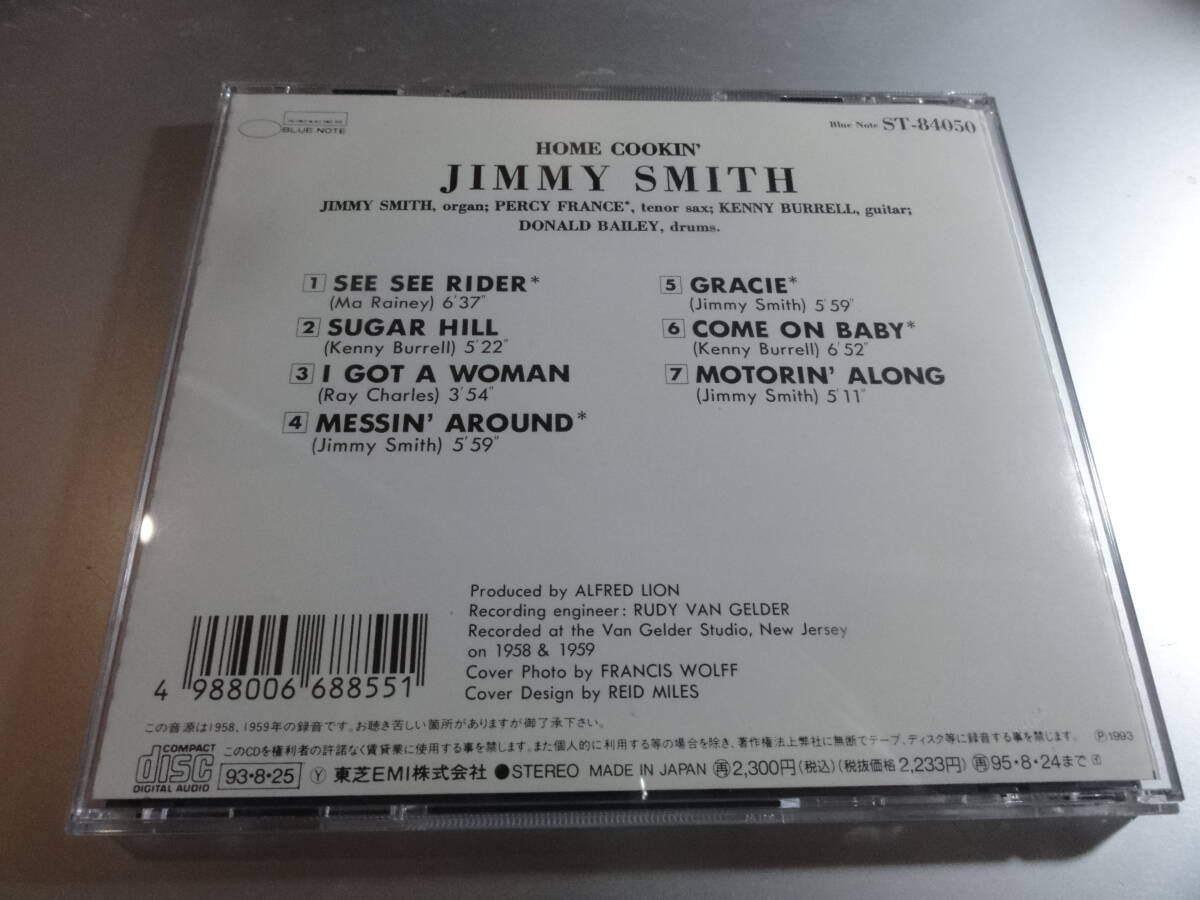 BLUE NOTE
Blue Note ST-84050
HOME COOKIN'
JIMMY SMITH
JIMMY SMITH, organ; PERCY FRANCE*, tenor sax; KENNY BURRELL, guitar;
DONALD BAILEY, drums.
1 SEE SEE RIDER*
(Ma Rainey) 6'37"
2 SUGAR HILL
(Kenny Burrell) 5'22"
3 I GOT A WOMAN
(Ray Charles) 3'54"
4 MESSIN' AROUND*
(Jimmy Smith) 5'59"
5 GRACIE*
(Jimmy Smith) 5'59"
6 COME ON BABY*
(Kenny Burrell) 6'52"
7 MOTORIN' ALONG
(Jimmy Smith) 5'11"
Produced by ALFRED LION
Recording engineer: RUDY VAN GELDER
Recorded at the Van Gelder Studio, New Jersey
on 1958 & 1959
Cover Photo by FRANCIS WOLFF
Cover Design by REID MILES
4 988006 688551
この音源は1958、1959年の録音です。お聴き苦しい箇所がありますが御了承下さい。
COMPACT disc DIGITAL AUDIO
このCDを権利者の許諾なく賃貸業に使用する事を禁じます。また個人的に利用する等の場合を除き、著作権法上弊社に無断でテープ、ディスク等に録音する事を禁じます。 Ⓟ1993
93・8・25 Ⓨ 東芝EMI株式会社 ●STEREO MADE IN JAPAN ㊢2,300円(税込)(税抜価格2,233円) ㊢95・8・24まで